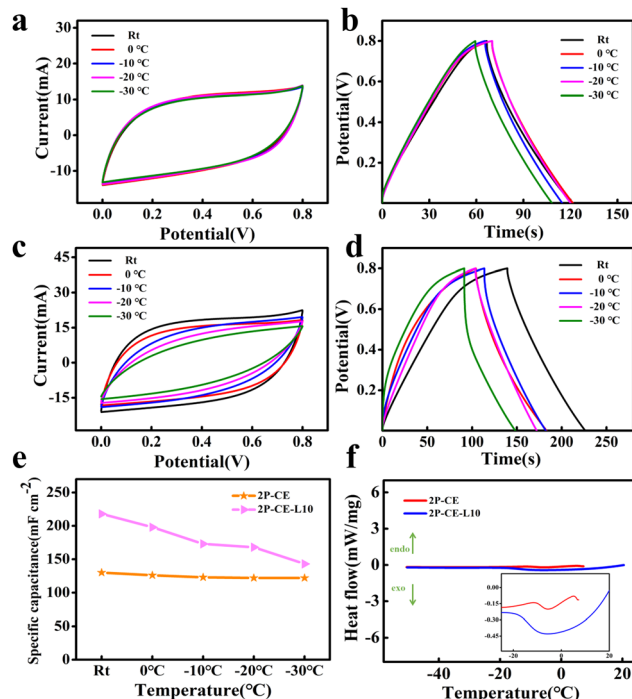 a
Current(mA)
30
20
10
0
-10
Rt
0 °C
-10 °C
-20 °C
-30 °C
0.0 0.2 0.4 0.6 0.8
Potential(V)
b
Potential(V)
0.8
0.6
0.4
0.2
Rt
0 °C
-10 °C
-20 °C
-30 °C
0 30 60 90 120 150
Time(s)
c
Current(mA)
45
30
15
0
-15
Rt
0 °C
-10 °C
-20 °C
-30 °C
0.0 0.2 0.4 0.6 0.8
Potential(V)
d
Potential(V)
0.8
0.6
0.4
0.2
Rt
0 °C
-10 °C
-20 °C
-30 °C
0 50 100 150 200 250
Time(s)
e
Specific capacitance(mF cm-2)
250
200
150
100
50
0
2P-CE
2P-CE-L10
Rt 0°C -10°C -20°C -30°C
Temperature(°C)
f
Heat flow(mW/mg)
6
3
0
-3
-6
2P-CE
2P-CE-L10
endo
exo
0.00
-0.15
-0.30
-0.45
-20 0 20
-40 -20 0 20
Temperature(°C)